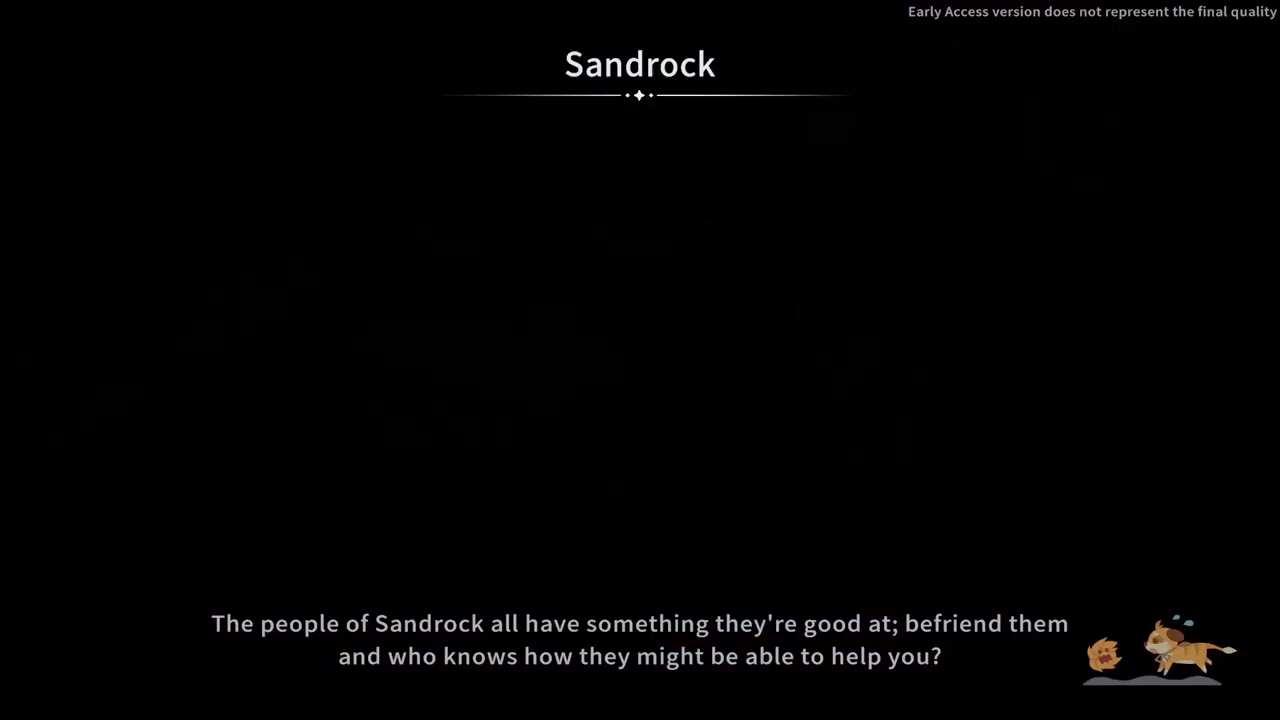 Early Access version does not represent the final quality
Sandrock
The people of Sandrock all have something they're good at; befriend them
and who knows how they might be able to help you?